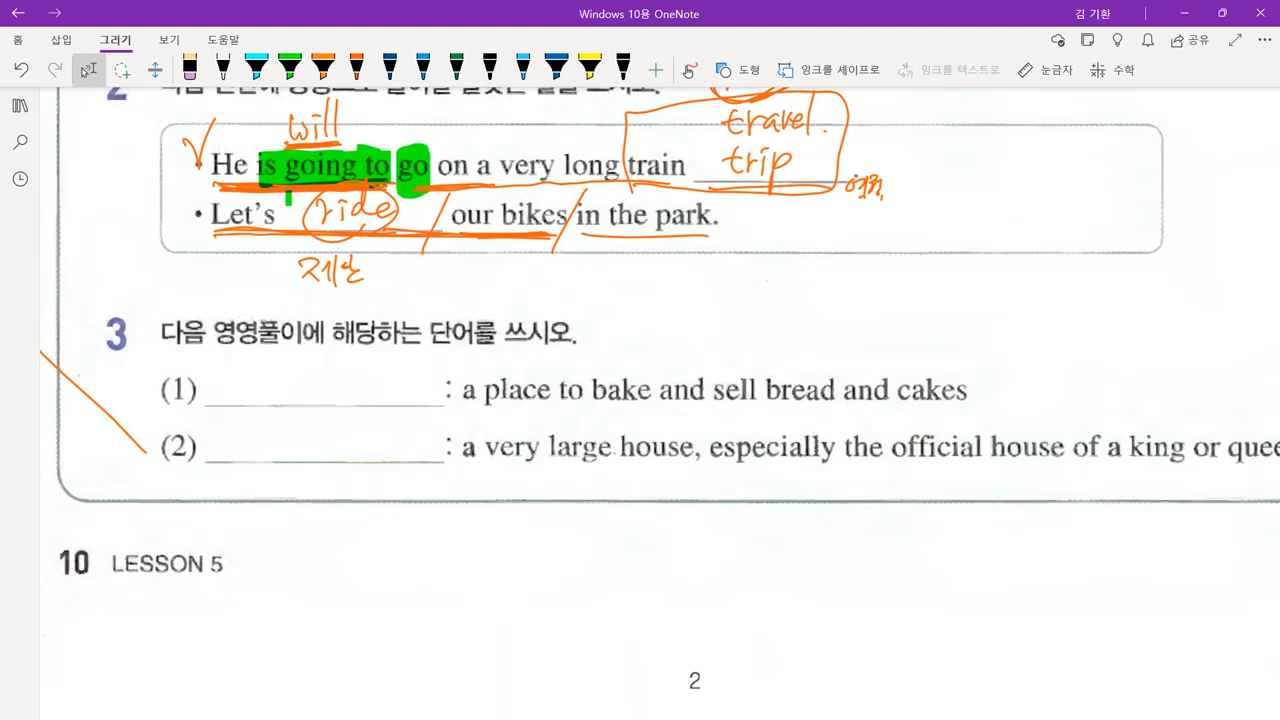 Windows 10용 OneNote
김 기환
홈 삽입 그리기 보기 도움말
공유
도형 잉크를 셰이프로 잉크를 텍스트로 눈금자 수학
2
will
travel.
• He is going to go on a very long train trip
여행
• Let's ride our bikes in the park.
제안
3 다음 영영풀이에 해당하는 단어를 쓰시오.
(1) : a place to bake and sell bread and cakes
(2) : a very large house, especially the official house of a king or quee
10 LESSON 5
2